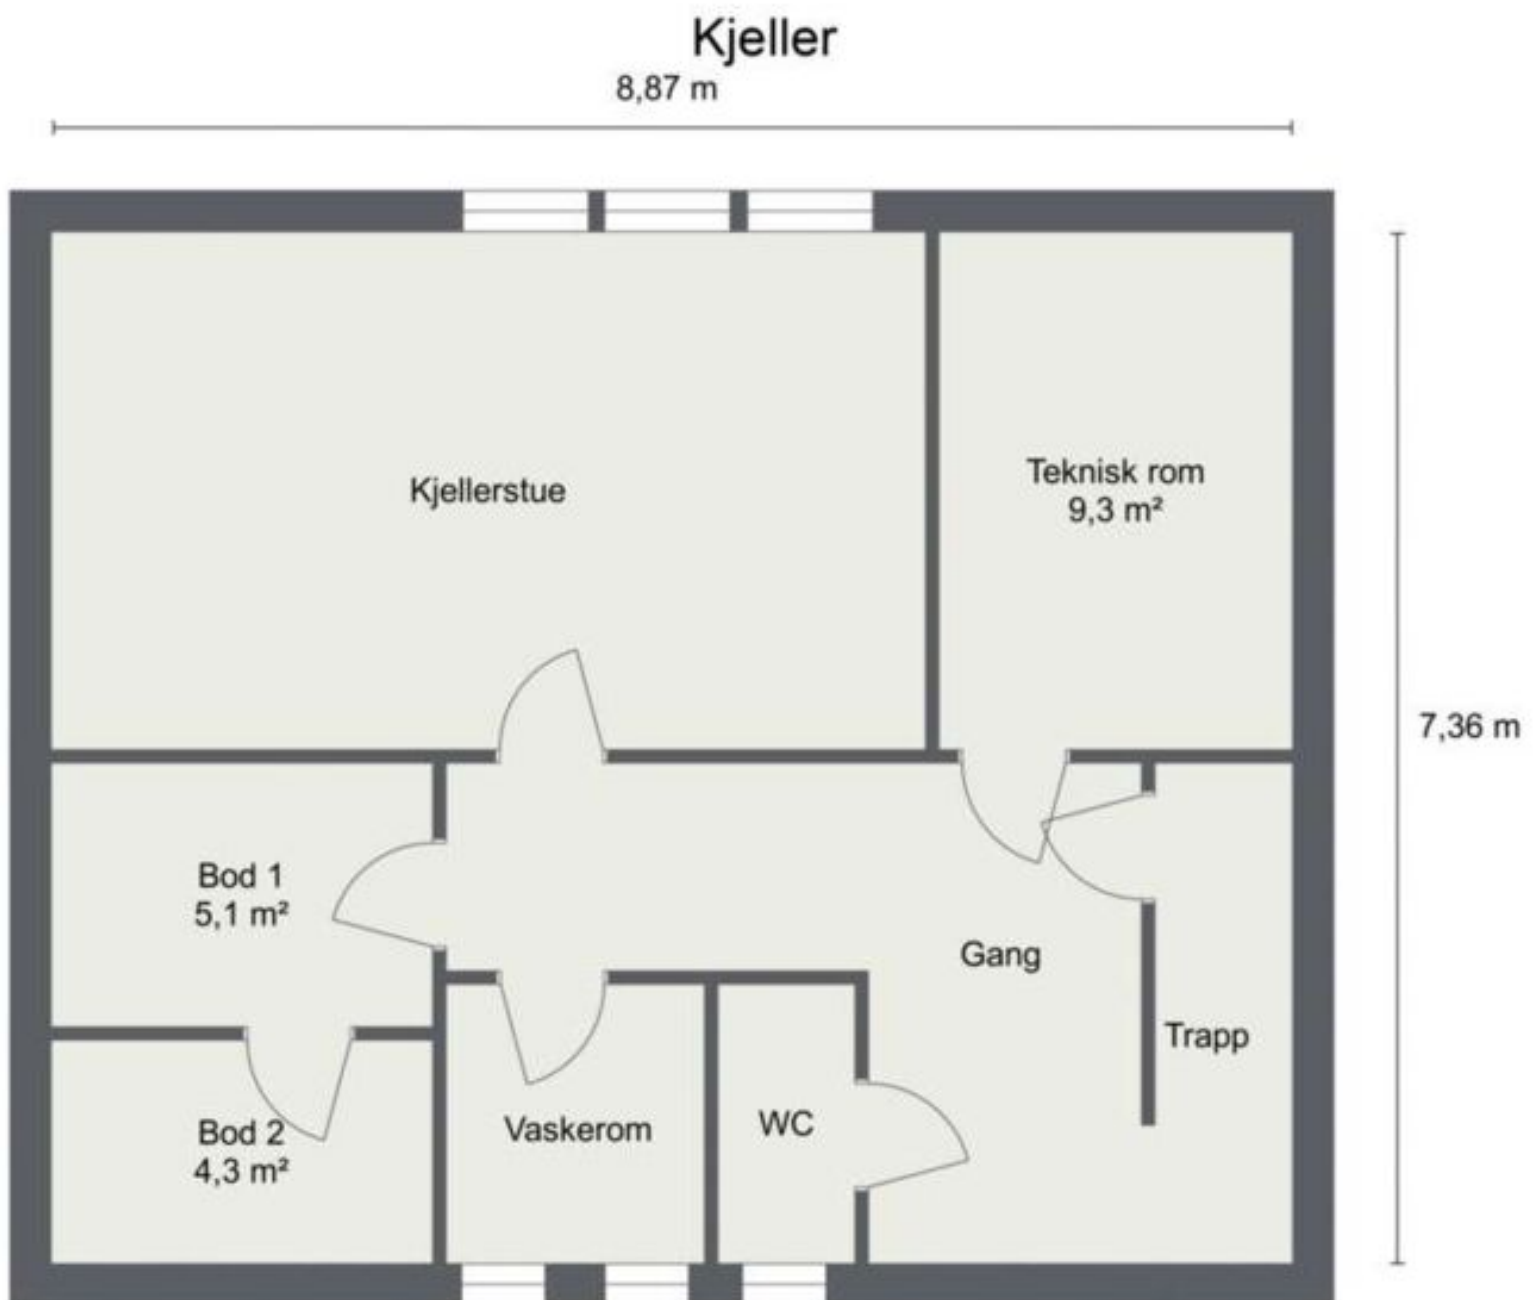 Kjeller
8,87 m
Kjellerstue
Teknisk rom
9,3 m²
7,36 m
Bod 1
5,1 m²
Gang
Trapp
Bod 2
4,3 m²
Vaskerom
WC